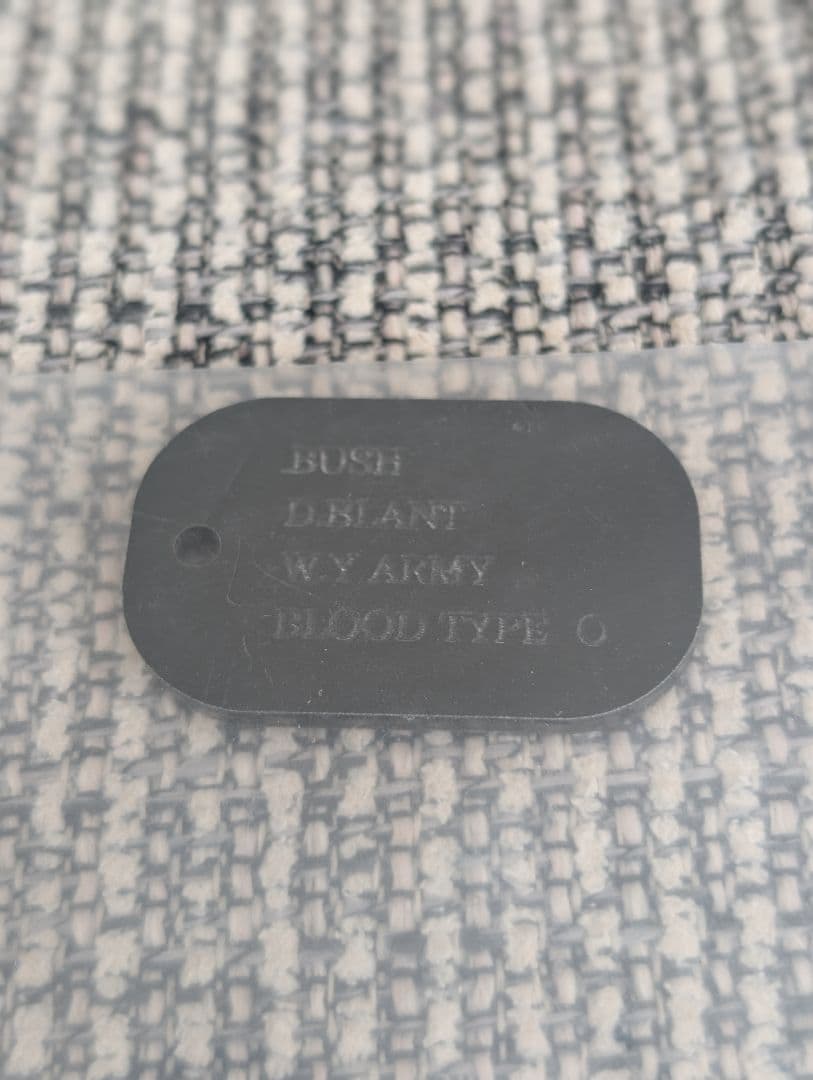 BUSH
D.BLANT
W.Y ARMY
BLOOD TYPE O